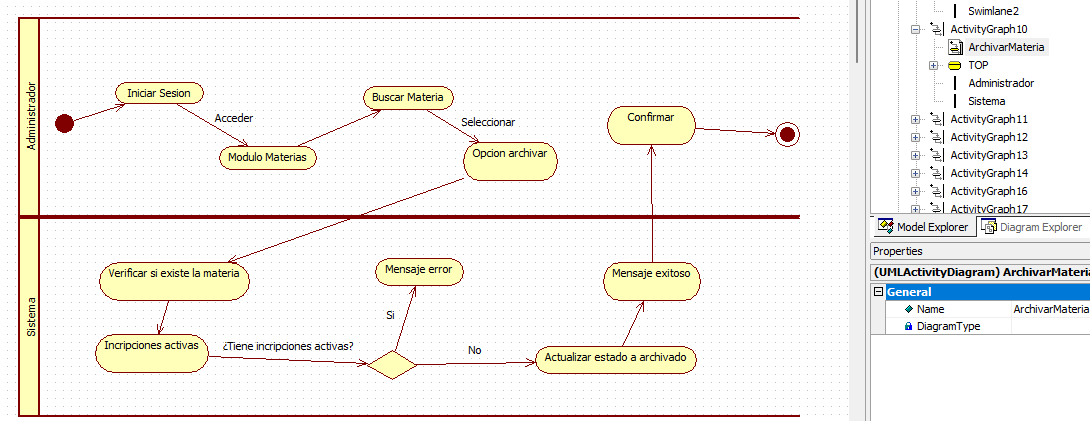 Administrador
Iniciar Sesion
Acceder
Modulo Materias
Buscar Materia
Seleccionar
Opcion archivar
Confirmar
Sistema
Verificar si existe la materia
Incripciones activas
¿Tiene incripciones activas?
Si
Mensaje error
No
Actualizar estado a archivado
Mensaje exitoso
Swimlane2
ActivityGraph10
ArchivarMateria
TOP
Administrador
Sistema
ActivityGraph11
ActivityGraph12
ActivityGraph13
ActivityGraph14
ActivityGraph16
ActivityGraph17
Model Explorer
Diagram Explorer
Properties
(UMLActivityDiagram) ArchivarMateria
General
Name ArchivarMateria
DiagramType